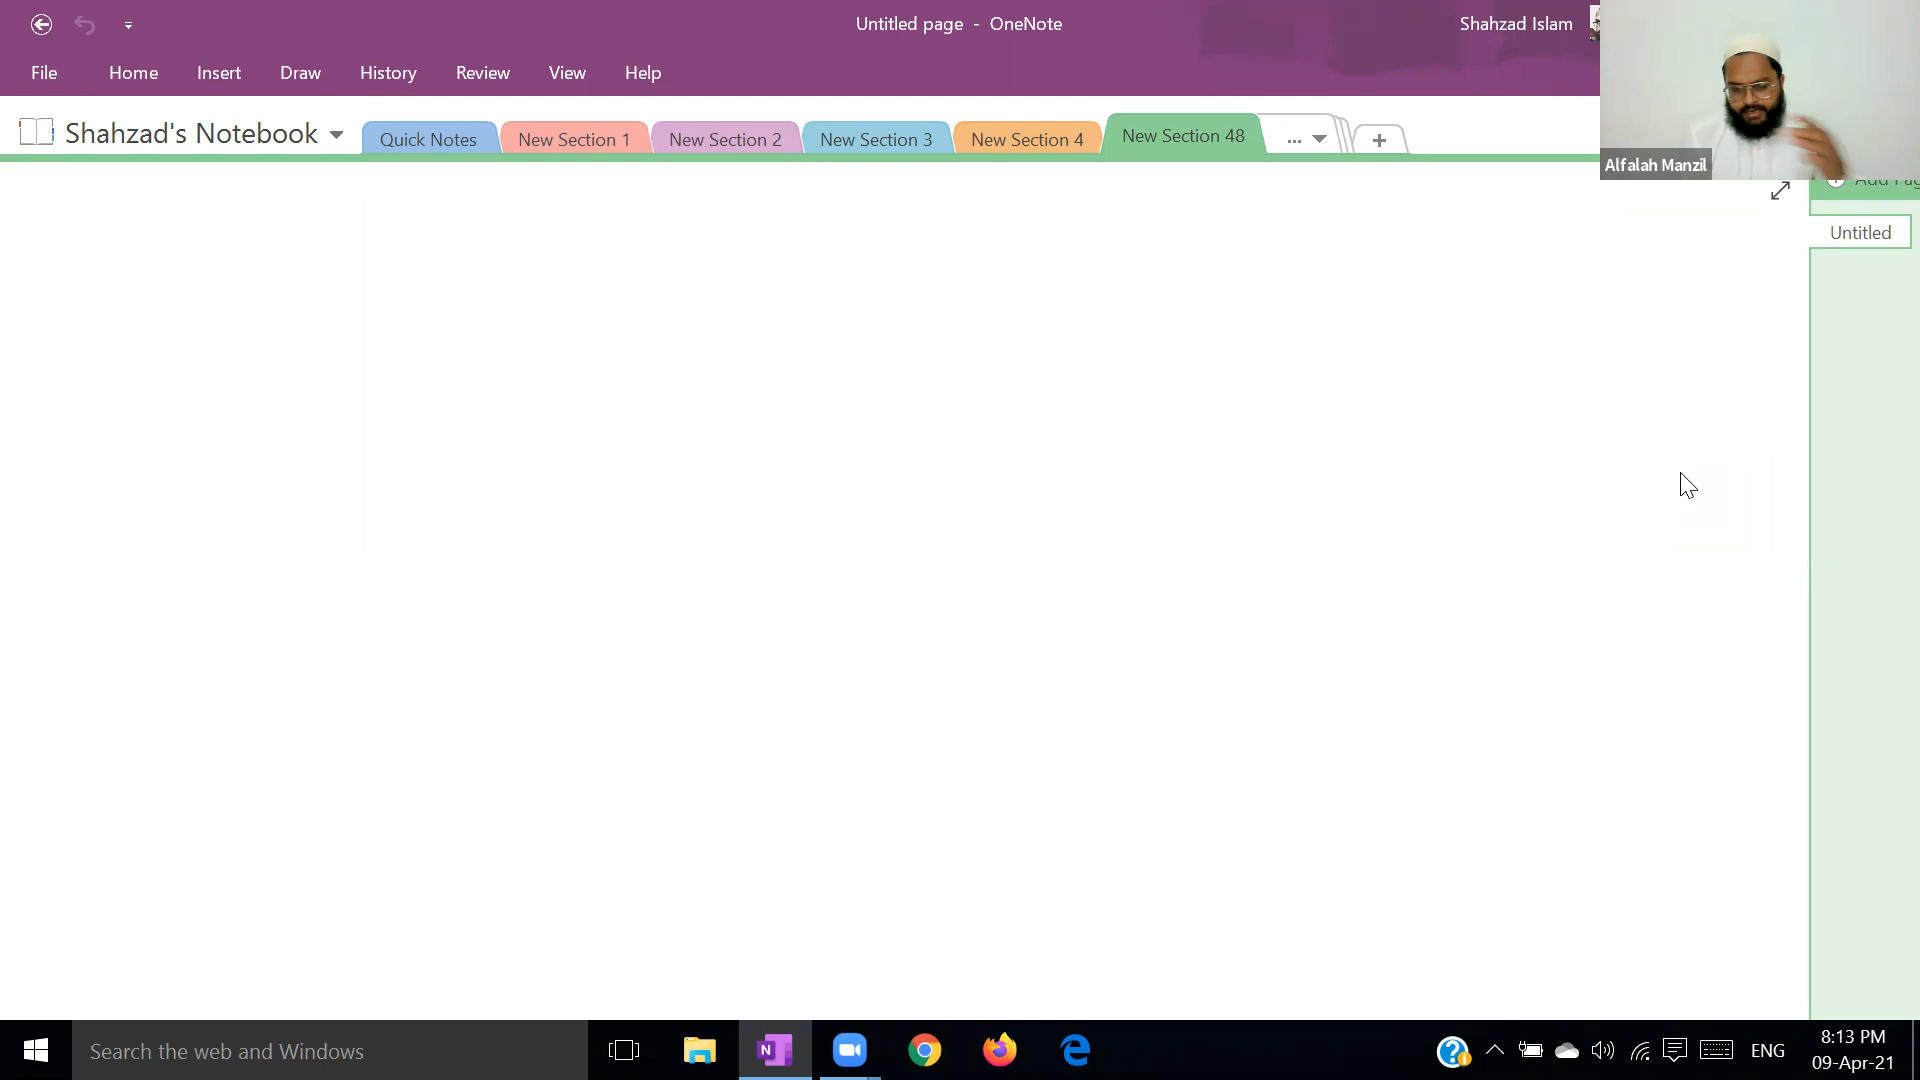 Untitled page - OneNote
Shahzad Islam
File Home Insert Draw History Review View Help
Shahzad's Notebook
Quick Notes New Section 1 New Section 2 New Section 3 New Section 4 New Section 48 ...
Alfalah Manzil
Untitled
Search the web and Windows
N
ENG
8:13 PM
09-Apr-21